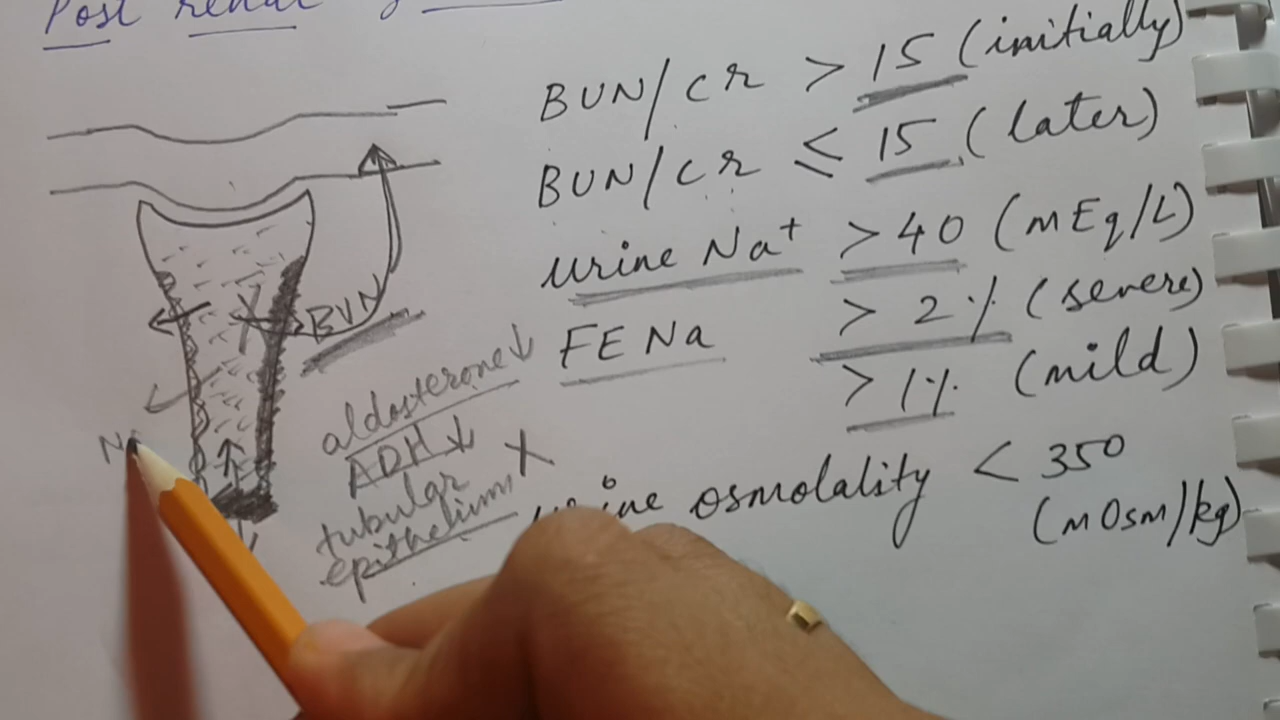 Post renal
BUN/Cr > 15 (initially)
BUN/Cr ≤ 15 (later)
urine Na+ > 40 (mEq/L)
FENa > 2% (severe)
> 1% (mild)
urine osmolality < 350
(mOsm/kg)
BUN
aldosterone↓
ADH↓
tubular
epithelium X